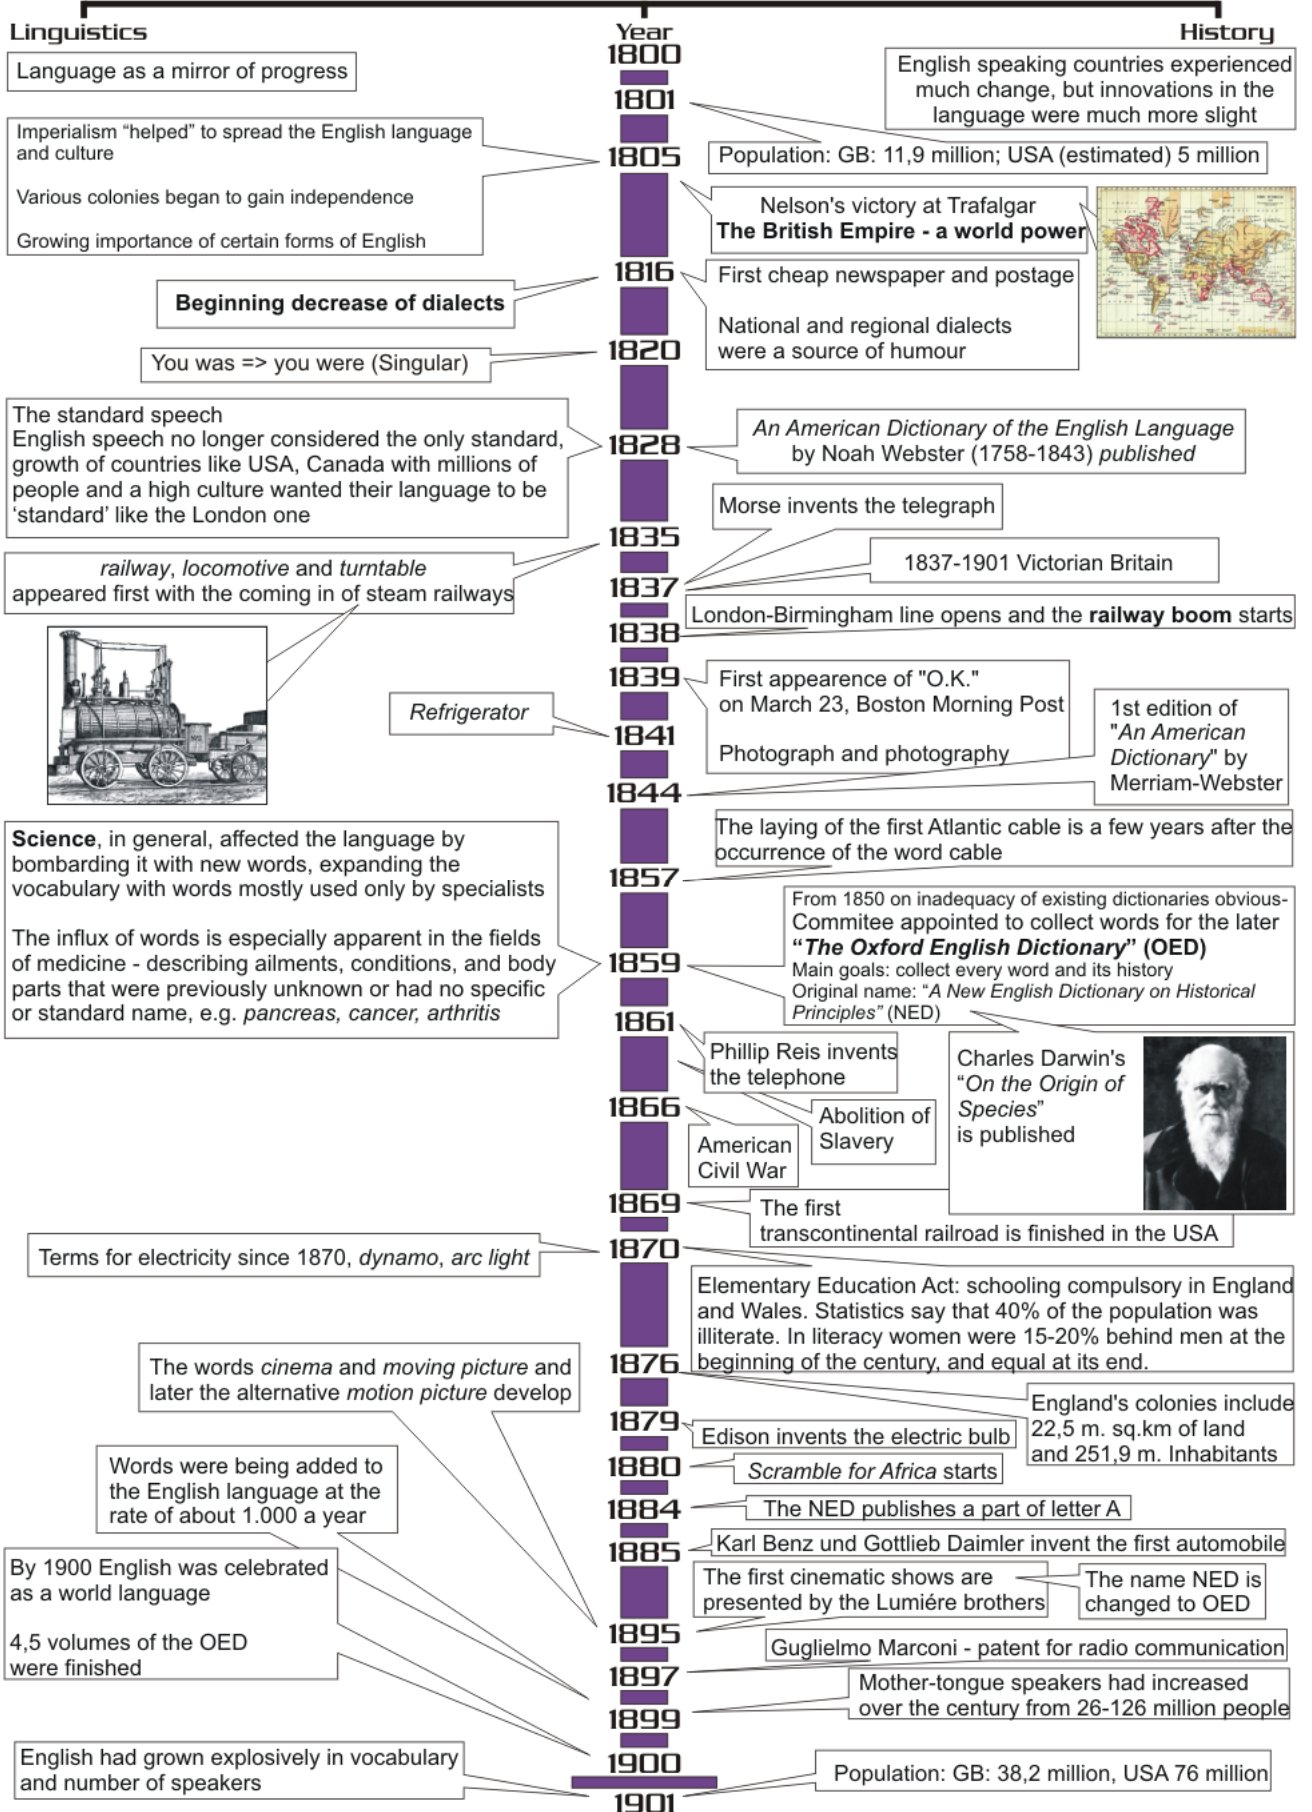 Linguistics
Year
History
1800
Language as a mirror of progress
English speaking countries experienced
much change, but innovations in the
language were much more slight
1801
Population: GB: 11,9 million; USA (estimated) 5 million
Imperialism “helped” to spread the English language
and culture
Various colonies began to gain independence
Growing importance of certain forms of English
1805
Nelson's victory at Trafalgar
The British Empire - a world power
1816
Beginning decrease of dialects
First cheap newspaper and postage
National and regional dialects
were a source of humour
1820
You was => you were (Singular)
The standard speech
English speech no longer considered the only standard,
growth of countries like USA, Canada with millions of
people and a high culture wanted their language to be
‘standard’ like the London one
1828
An American Dictionary of the English Language
by Noah Webster (1758-1843) published
Morse invents the telegraph
1835
railway, locomotive and turntable
appeared first with the coming in of steam railways
1837
1837-1901 Victorian Britain
1838
London-Birmingham line opens and the railway boom starts
1839
First appearence of "O.K."
on March 23, Boston Morning Post
Photograph and photography
Refrigerator
1841
1st edition of
"An American
Dictionary" by
Merriam-Webster
1844
The laying of the first Atlantic cable is a few years after the
occurrence of the word cable
1857
Science, in general, affected the language by
bombarding it with new words, expanding the
vocabulary with words mostly used only by specialists
The influx of words is especially apparent in the fields
of medicine - describing ailments, conditions, and body
parts that were previously unknown or had no specific
or standard name, e.g. pancreas, cancer, arthritis
1859
From 1850 on inadequacy of existing dictionaries obvious-
Commitee appointed to collect words for the later
“The Oxford English Dictionary” (OED)
Main goals: collect every word and its history
Original name: “A New English Dictionary on Historical
Principles” (NED)
1861
Phillip Reis invents
the telephone
Charles Darwin's
“On the Origin of
Species”
is published
Abolition of
Slavery
1866
American
Civil War
1869
The first
transcontinental railroad is finished in the USA
1870
Terms for electricity since 1870, dynamo, arc light
Elementary Education Act: schooling compulsory in England
and Wales. Statistics say that 40% of the population was
illiterate. In literacy women were 15-20% behind men at the
beginning of the century, and equal at its end.
1876
The words cinema and moving picture and
later the alternative motion picture develop
England's colonies include
22,5 m. sq.km of land
and 251,9 m. Inhabitants
1879
Edison invents the electric bulb
1880
Scramble for Africa starts
Words were being added to
the English language at the
rate of about 1.000 a year
1884
The NED publishes a part of letter A
1885
Karl Benz und Gottlieb Daimler invent the first automobile
By 1900 English was celebrated
as a world language
4,5 volumes of the OED
were finished
The first cinematic shows are
presented by the Lumiére brothers
The name NED is
changed to OED
1895
Guglielmo Marconi - patent for radio communication
1897
Mother-tongue speakers had increased
over the century from 26-126 million people
1899
1900
English had grown explosively in vocabulary
and number of speakers
Population: GB: 38,2 million, USA 76 million
1901